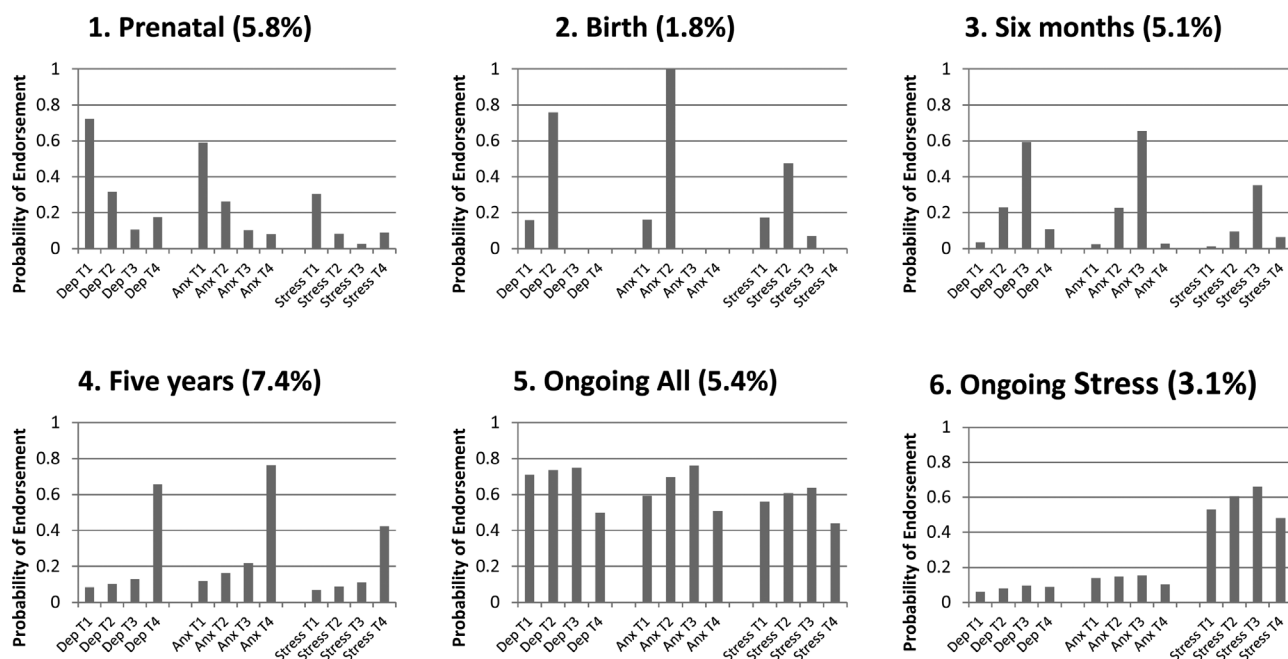 1. Prenatal (5.8%)
Probability of Endorsement
1
0.8
0.6
0.4
0.2
0
Dep T1
Dep T2
Dep T3
Dep T4
Anx T1
Anx T2
Anx T3
Anx T4
Stress T1
Stress T2
Stress T3
Stress T4
2. Birth (1.8%)
Probability of Endorsement
1
0.8
0.6
0.4
0.2
0
Dep T1
Dep T2
Dep T3
Dep T4
Anx T1
Anx T2
Anx T3
Anx T4
Stress T1
Stress T2
Stress T3
Stress T4
3. Six months (5.1%)
Probability of Endorsement
1
0.8
0.6
0.4
0.2
0
Dep T1
Dep T2
Dep T3
Dep T4
Anx T1
Anx T2
Anx T3
Anx T4
Stress T1
Stress T2
Stress T3
Stress T4
4. Five years (7.4%)
Probability of Endorsement
1
0.8
0.6
0.4
0.2
0
Dep T1
Dep T2
Dep T3
Dep T4
Anx T1
Anx T2
Anx T3
Anx T4
Stress T1
Stress T2
Stress T3
Stress T4
5. Ongoing All (5.4%)
Probability of Endorsement
1
0.8
0.6
0.4
0.2
0
Dep T1
Dep T2
Dep T3
Dep T4
Anx T1
Anx T2
Anx T3
Anx T4
Stress T1
Stress T2
Stress T3
Stress T4
6. Ongoing Stress (3.1%)
Probability of Endorsement
1
0.8
0.6
0.4
0.2
0
Dep T1
Dep T2
Dep T3
Dep T4
Anx T1
Anx T2
Anx T3
Anx T4
Stress T1
Stress T2
Stress T3
Stress T4